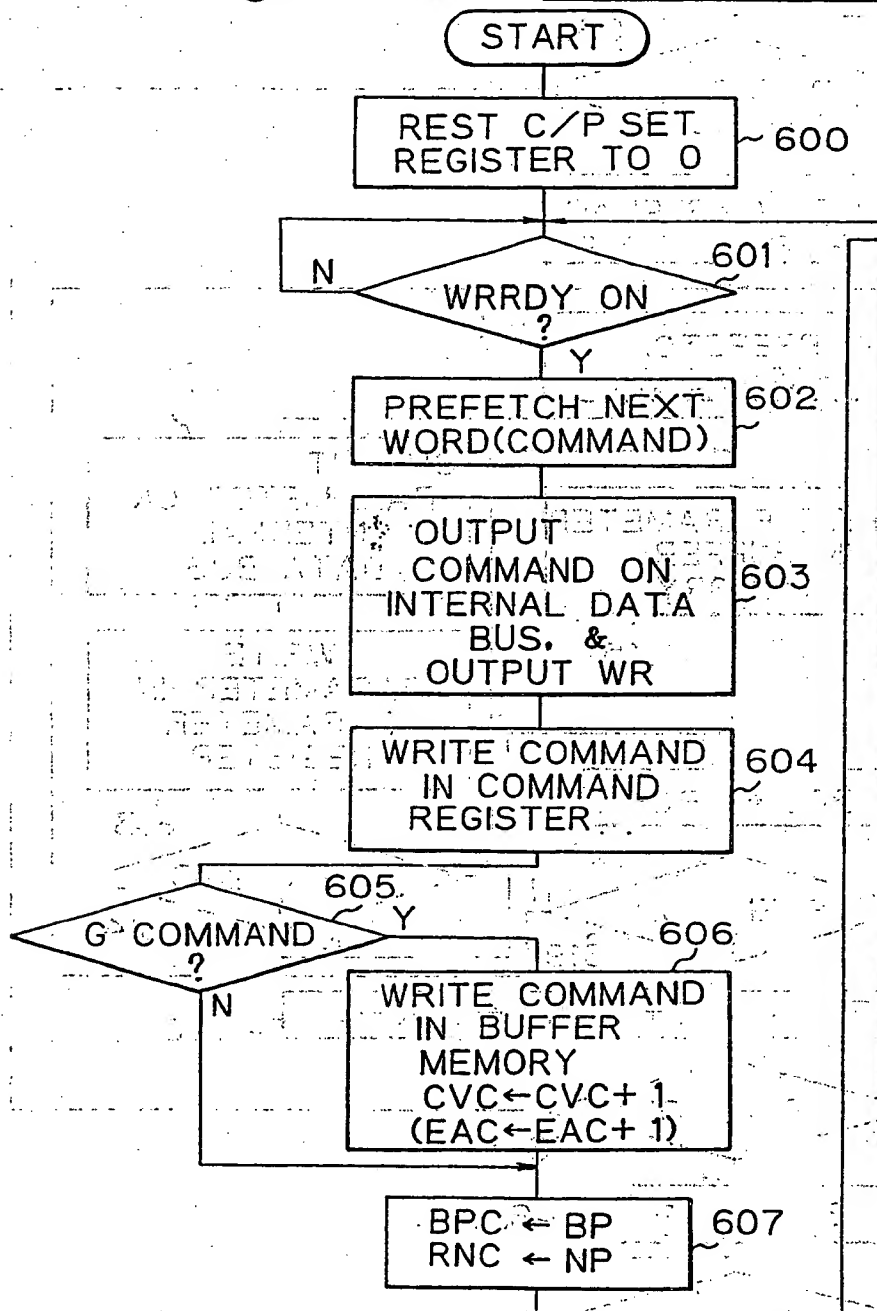 START
REST C/P SET
REGISTER TO 0
600
601
N
WRRDY ON
?
Y
PREFETCH NEXT
WORD(COMMAND)
602
OUTPUT
COMMAND ON
INTERNAL DATA
BUS. &
OUTPUT WR
603
WRITE COMMAND
IN COMMAND
REGISTER
604
605
G COMMAND
?
Y
N
606
WRITE COMMAND
IN BUFFER
MEMORY
CVC←CVC+1
(EAC←EAC+1)
BPC ← BP
RNC ← NP
607